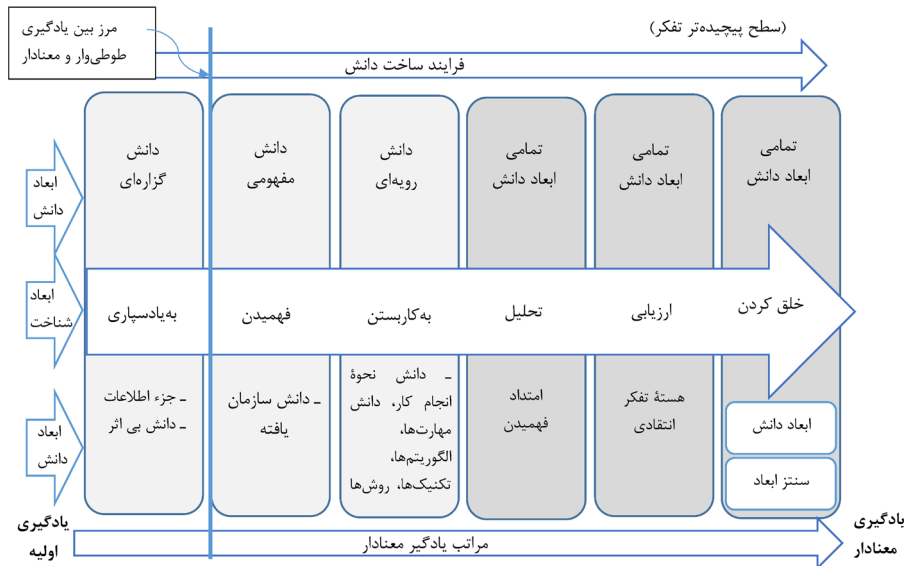 مرز بین یادگیری
طوطی‌وار و معنادار
(سطح پیچیده‌تر تفکر)
فرایند ساخت دانش
ابعاد
دانش
دانش
گزاره‌ای
دانش
مفهومی
دانش
رویه‌ای
تمامی
ابعاد دانش
تمامی
ابعاد دانش
تمامی
ابعاد دانش
ابعاد
شناخت
به‌یادسپاری
فهمیدن
به‌کاربستن
تحلیل
ارزیابی
خلق کردن
ابعاد
دانش
ـ جزء اطلاعات
ـ دانش بی اثر
ـ دانش سازمان
یافته
ـ دانش نحوۀ
انجام کار، دانش
مهارت‌ها،
الگوریتم‌ها،
تکنیک‌ها، روش‌ها
امتداد
فهمیدن
هستۀ تفکر
انتقادی
ابعاد دانش
سنتز ابعاد
یادگیری
اولیه
مراتب یادگیر معنادار
یادگیری
معنادار